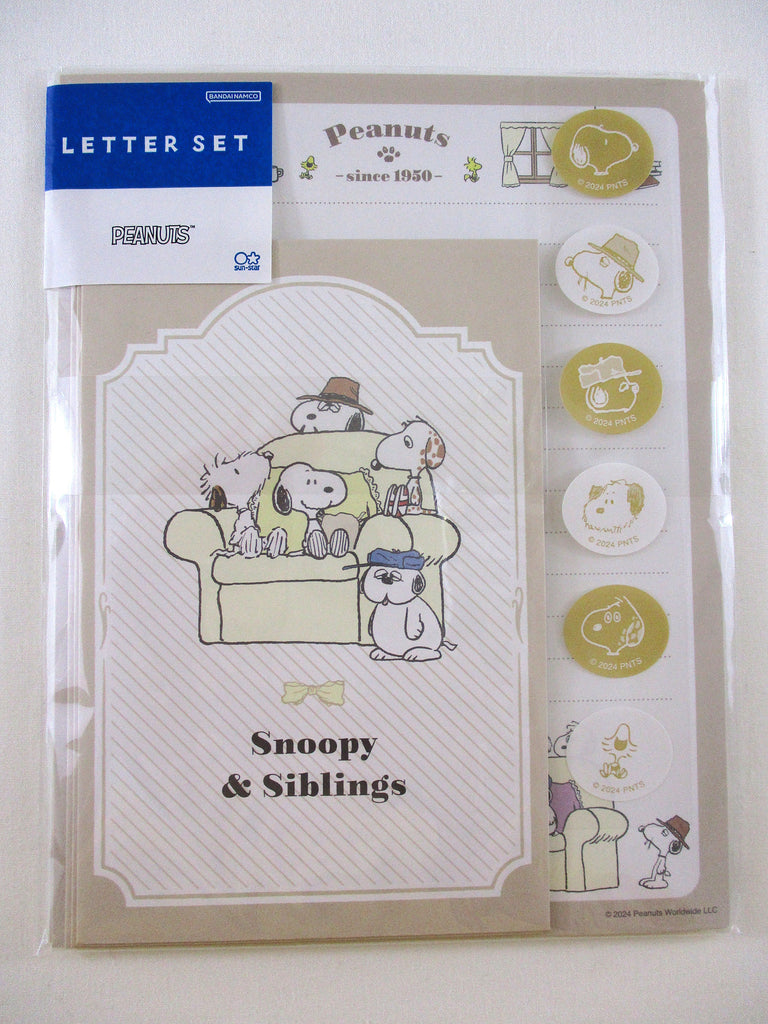 BANDAI NAMCO
LETTER SET
PEANUTS™
sun-star
Peanuts
-since 1950-
© 2024 PNTS
© 2024 PNTS
© 2024 PNTS
© 2024 PNTS
© 2024 PNTS
© 2024 PNTS
Snoopy
& Siblings
© 2024 Peanuts Worldwide LLC